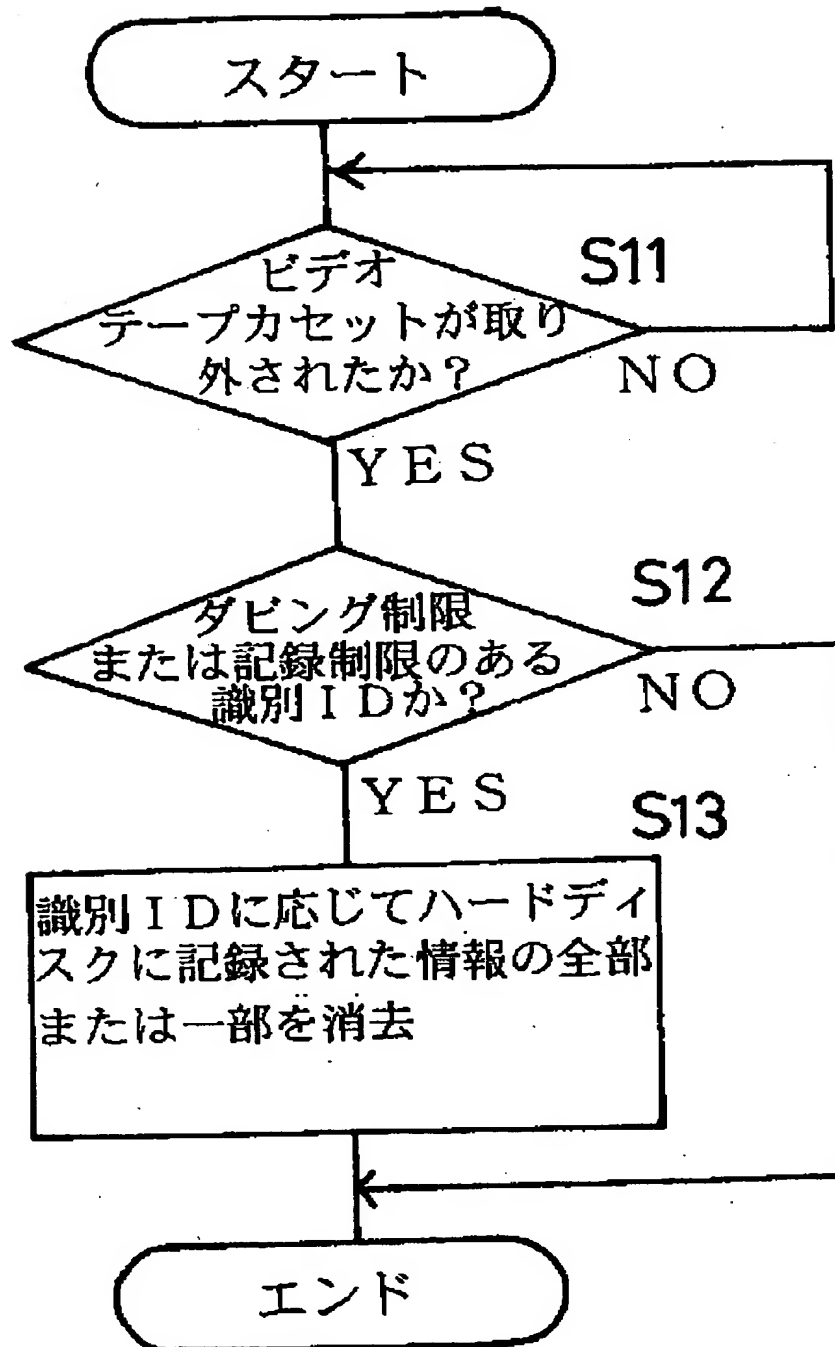 スタート
ビデオ
S11
テープカセットが取り
外されたか？
NO
YES
ダビング制限
S12
または記録制限のある
識別IDか？
NO
YES
S13
識別IDに応じてハードディ
スクに記録された情報の全部
または一部を消去
エンド